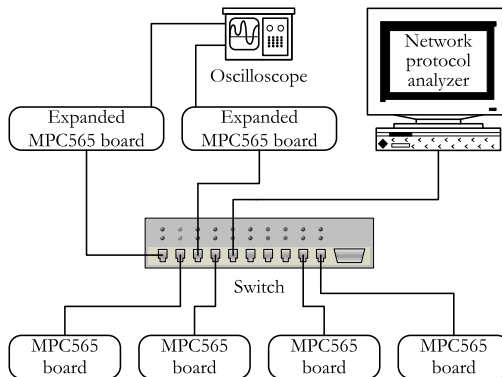 Network
protocol
analyzer
Oscilloscope
Expanded
MPC565 board
Expanded
MPC565 board
Switch
MPC565
board
MPC565
board
MPC565
board
MPC565
board